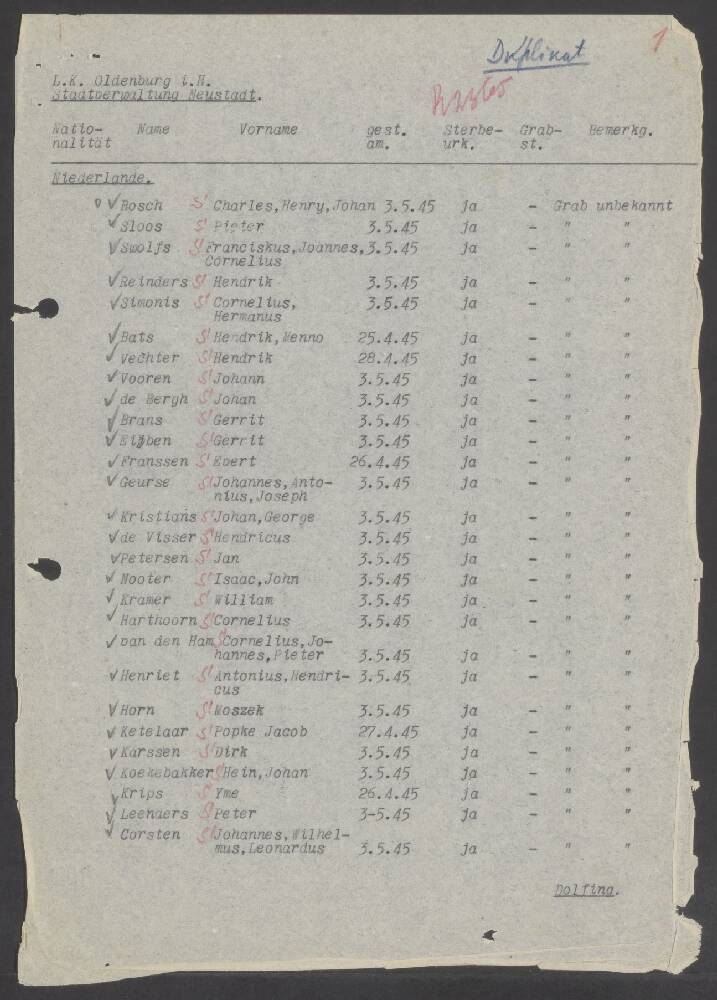 Duplikat 1
L.K. Oldenburg i.H.
Stadtverwaltung Neustadt.
Natio- Name Vorname gest. Sterbe- Grab- Bemerkg.
nalität am. urk. st.
Niederlande.
Bosch S Charles,Henry,Johan 3.5.45 ja - Grab unbekannt
Sloos S Pieter 3.5.45 ja - " "
Swolfs S Franciskus,Joannes, 3.5.45 ja - " "
Cornelius
Reinders S Hendrik 3.5.45 ja - " "
Simonis S Cornelius, 3.5.45 ja - " "
Hermanus
Bats S Hendrik,Menno 25.4.45 ja - " "
Vechter S Hendrik 28.4.45 ja - " "
Vooren S Johann 3.5.45 ja - " "
de Bergh S Johan 3.5.45 ja - " "
Brans S Gerrit 3.5.45 ja - " "
S Gerrit 3.5.45 ja - " "
Franssen S Evert 26.4.45 ja - " "
Geurse S Johannes,Anto- 3.5.45 ja - " "
nius,Joseph
Kristians S Johan,George 3.5.45 ja - " "
de Visser S Hendricus 3.5.45 ja - " "
Petersen S Jan 3.5.45 ja - " "
Nooter S Isaac,John 3.5.45 ja - " "
Kramer S William 3.5.45 ja - " "
Harthoorn S Cornelius 3.5.45 ja - " "
van den Ham S Cornelius,Jo-
hannes,Pieter 3.5.45 ja - " "
Henriet S Antonius,Hendri- 3.5.45 ja - " "
cus
Horn S Moszek 3.5.45 ja - " "
Ketelaar S Popke Jacob 27.4.45 ja - " "
Karssen S Dirk 3.5.45 ja - " "
Koekebakker S Hein,Johan 3.5.45 ja - " "
Krips S Yme 26.4.45 ja - " "
Leenaers S Peter 3-5.45 ja - " "
Corsten S Johannes,Wilhel-
mus,Leonardus 3.5.45 ja - " "
Dolfing.